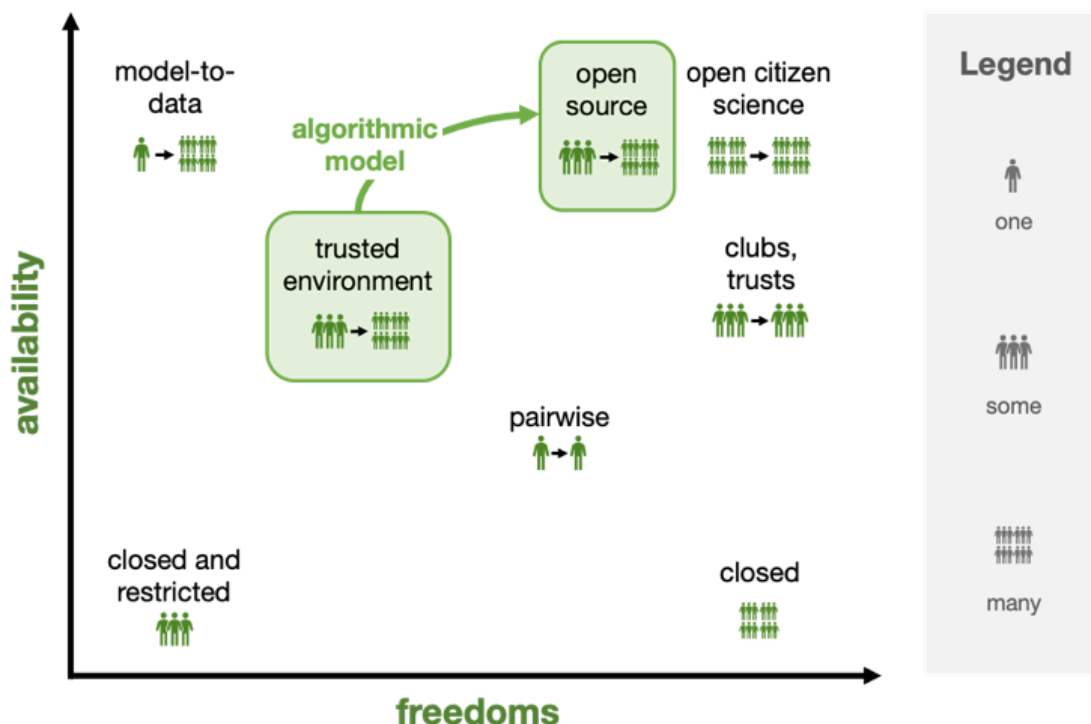 model-to-
data
algorithmic
model
open
source
open citizen
science
trusted
environment
clubs,
trusts
pairwise
closed and
restricted
closed
availability
freedoms
Legend
one
some
many